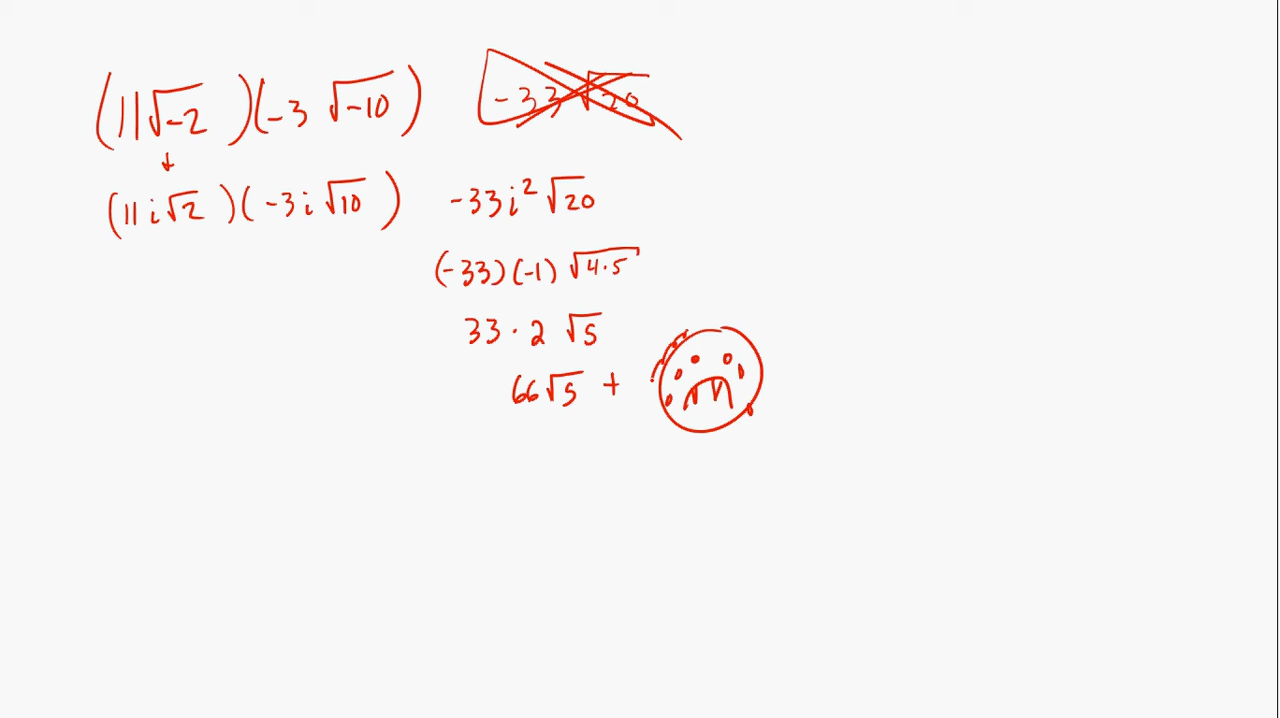 (11√-2)(-3√-10) -33√20
(11i√2)(-3i√10) -33i²√20
(-33)(-1)√4·5
33·2√5
66√5 +